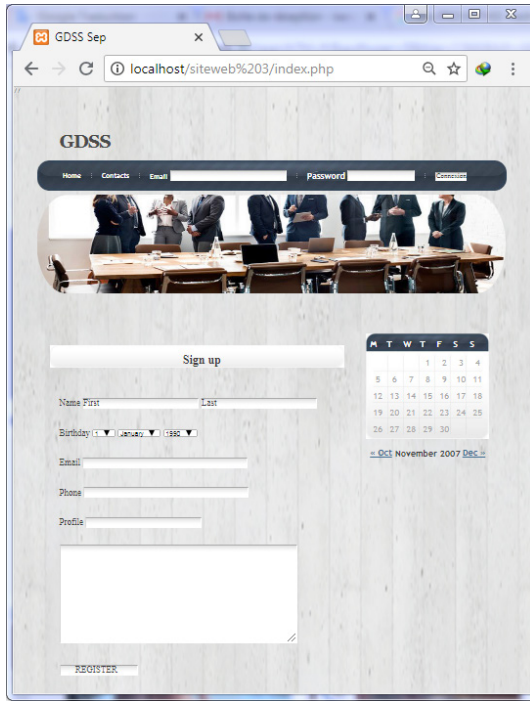 GDSS Sep
localhost/siteweb%203/index.php
GDSS
Home Contacts Email Password Connexion
Sign up
Name First Last
Birthday 1 January 1990
Email
Phone
Profile
REGISTER
M T W T F S S
1 2 3 4
5 6 7 8 9 10 11
12 13 14 15 16 17 18
19 20 21 22 23 24 25
26 27 28 29 30
« Oct November 2007 Dec »